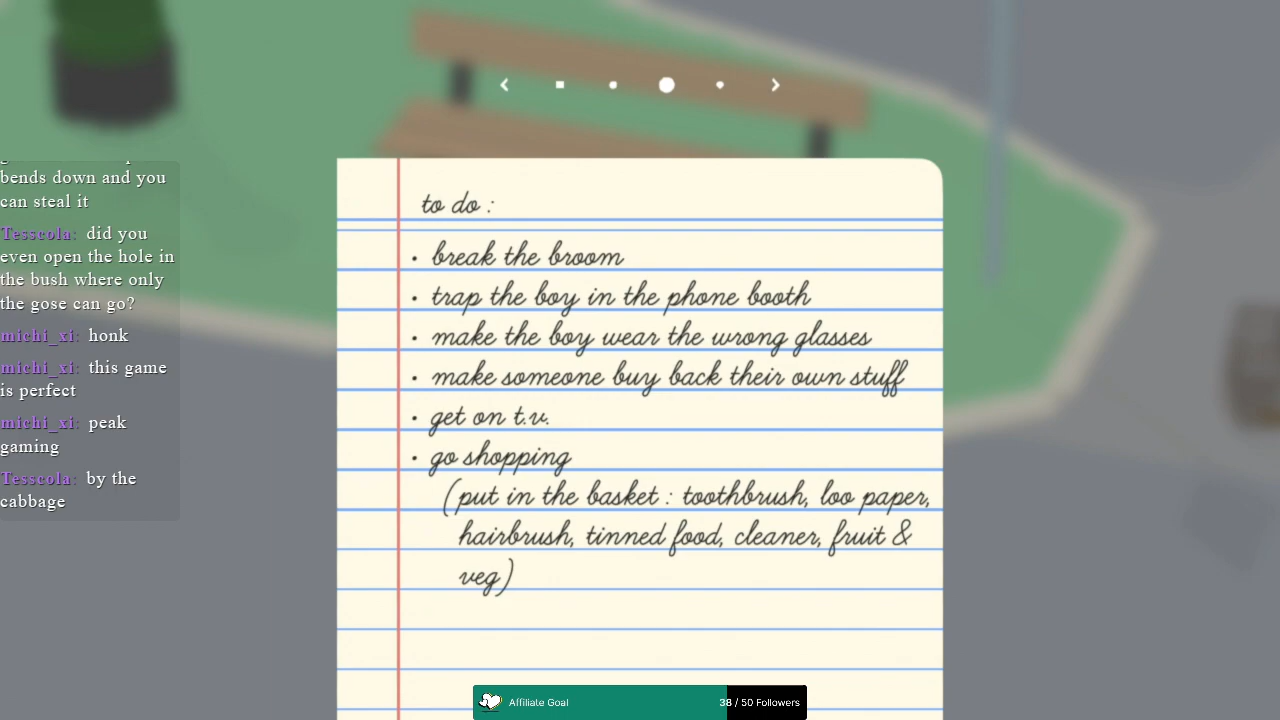 bends down and you
can steal it
Tesscola: did you
even open the hole in
the bush where only
the gose can go?
michi_xi: honk
michi_xi: this game
is perfect
michi_xi: peak
gaming
Tesscola: by the
cabbage
to do :
• break the broom
• trap the boy in the phone booth
• make the boy wear the wrong glasses
• make someone buy back their own stuff
• get on t.v.
• go shopping
(put in the basket : toothbrush, loo paper,
hairbrush, tinned food, cleaner, fruit &
veg)
Affiliate Goal 38 / 50 Followers